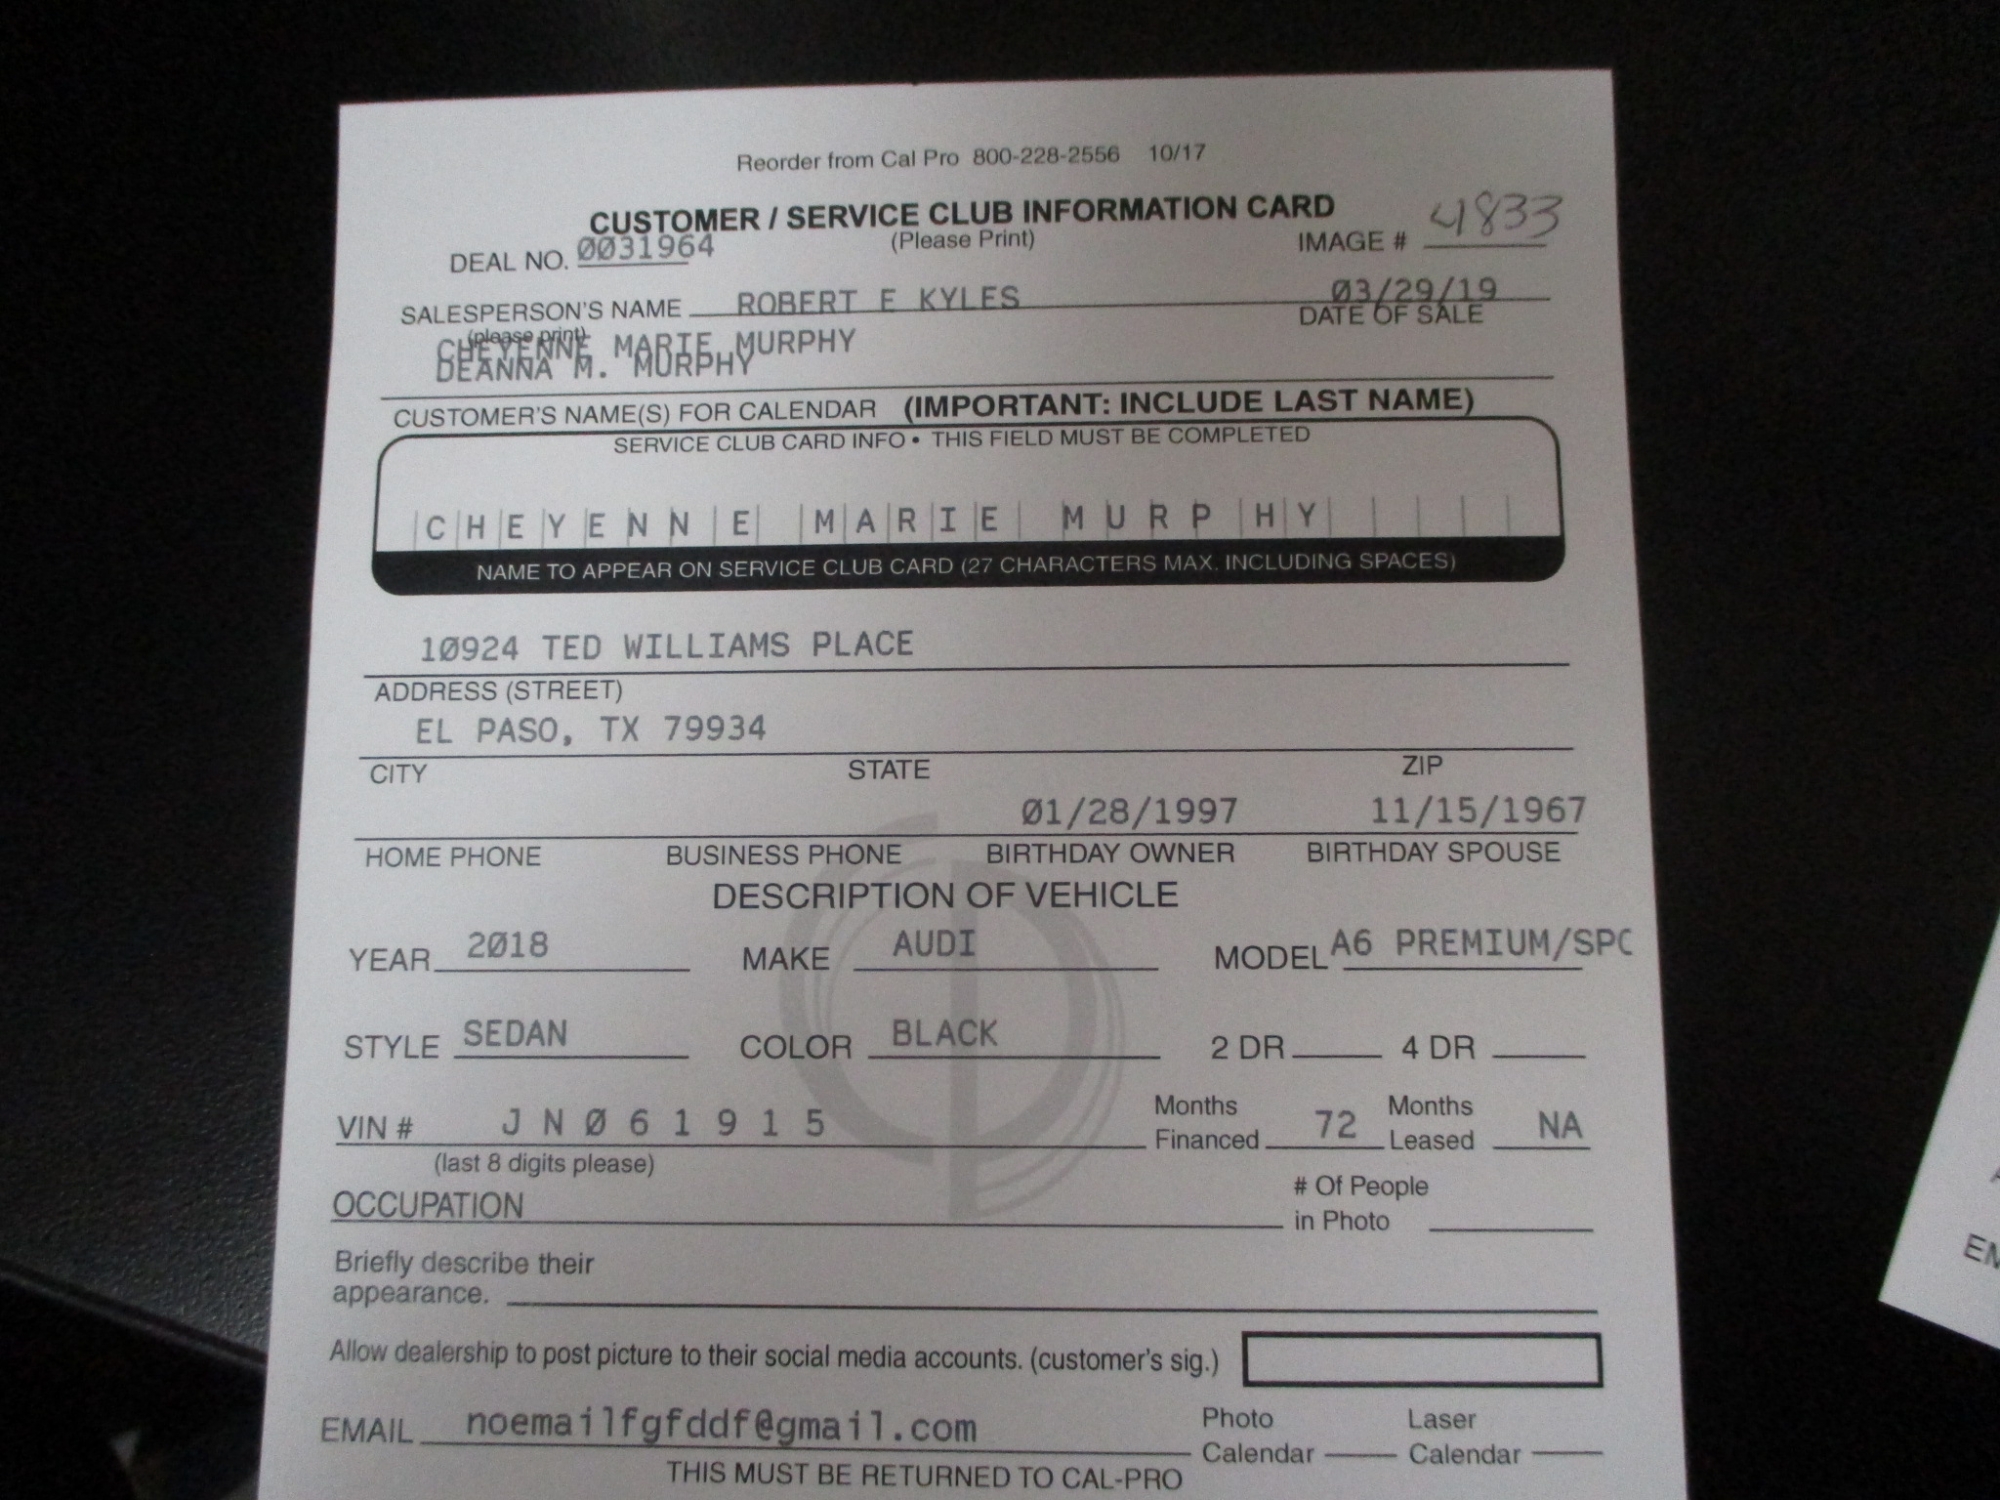 Reorder from Cal Pro 800-228-2556 10/17
CUSTOMER / SERVICE CLUB INFORMATION CARD
(Please Print)
DEAL NO. 0031964
IMAGE # 4833
SALESPERSON'S NAME ROBERT E KYLES 03/29/19
(please print) DATE OF SALE
CHEYENNE MARIE MURPHY
DEANNA M. MURPHY
CUSTOMER'S NAME(S) FOR CALENDAR (IMPORTANT: INCLUDE LAST NAME)
SERVICE CLUB CARD INFO • THIS FIELD MUST BE COMPLETED
CHEYENNE MARIE MURPHY
NAME TO APPEAR ON SERVICE CLUB CARD (27 CHARACTERS MAX. INCLUDING SPACES)
10924 TED WILLIAMS PLACE
ADDRESS (STREET)
EL PASO, TX 79934
CITY STATE ZIP
01/28/1997 11/15/1967
HOME PHONE BUSINESS PHONE BIRTHDAY OWNER BIRTHDAY SPOUSE
DESCRIPTION OF VEHICLE
YEAR 2018 MAKE AUDI MODEL A6 PREMIUM/SPO
STYLE SEDAN COLOR BLACK 2 DR 4 DR
VIN # JN061915 Months Financed 72 Months Leased NA
(last 8 digits please)
OCCUPATION # Of People in Photo
Briefly describe their
appearance.
Allow dealership to post picture to their social media accounts. (customer's sig.)
EMAIL noemailfgfddf@gmail.com Photo Calendar Laser Calendar
THIS MUST BE RETURNED TO CAL-PRO